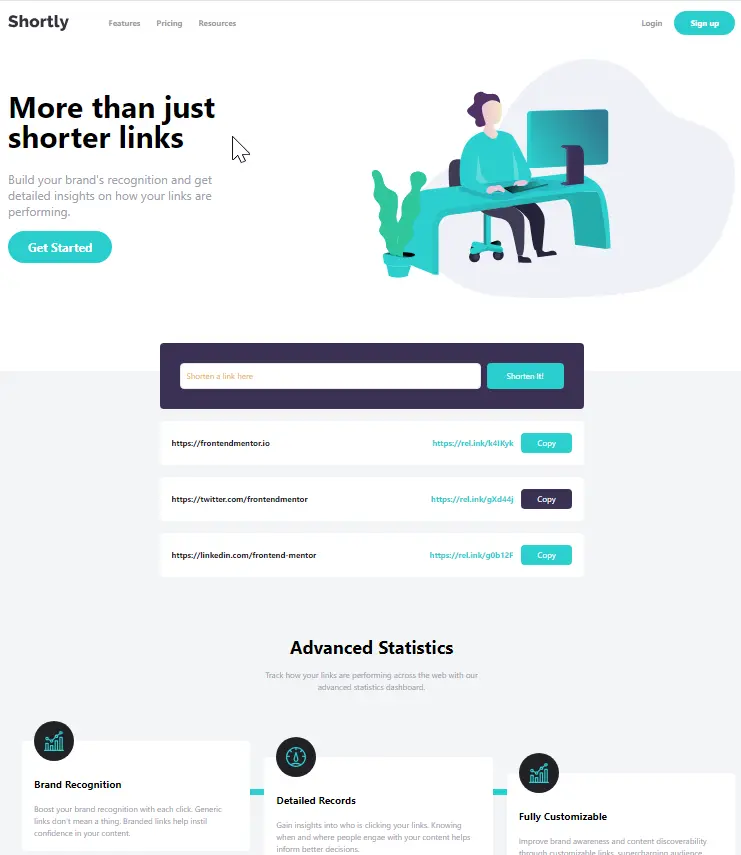 Shortly Features Pricing Resources Login Sign up
More than just
shorter links
Build your brand's recognition and get
detailed insights on how your links are
performing.
Get Started
Shorten a link here Shorten It!
https://frontendmentor.io https://rel.ink/k4IKyk Copy
https://twitter.com/frontendmentor https://rel.ink/gXd44j Copy
https://linkedin.com/frontend-mentor https://rel.ink/g0b12F Copy
Advanced Statistics
Track how your links are performing across the web with our
advanced statistics dashboard.
Brand Recognition
Boost your brand recognition with each click. Generic
links don't mean a thing. Branded links help instil
confidence in your content.
Detailed Records
Gain insights into who is clicking your links. Knowing
when and where people engae with your content helps
inform better decisions.
Fully Customizable
Improve brand awareness and content discoverability
through customizable links, supercharging audience